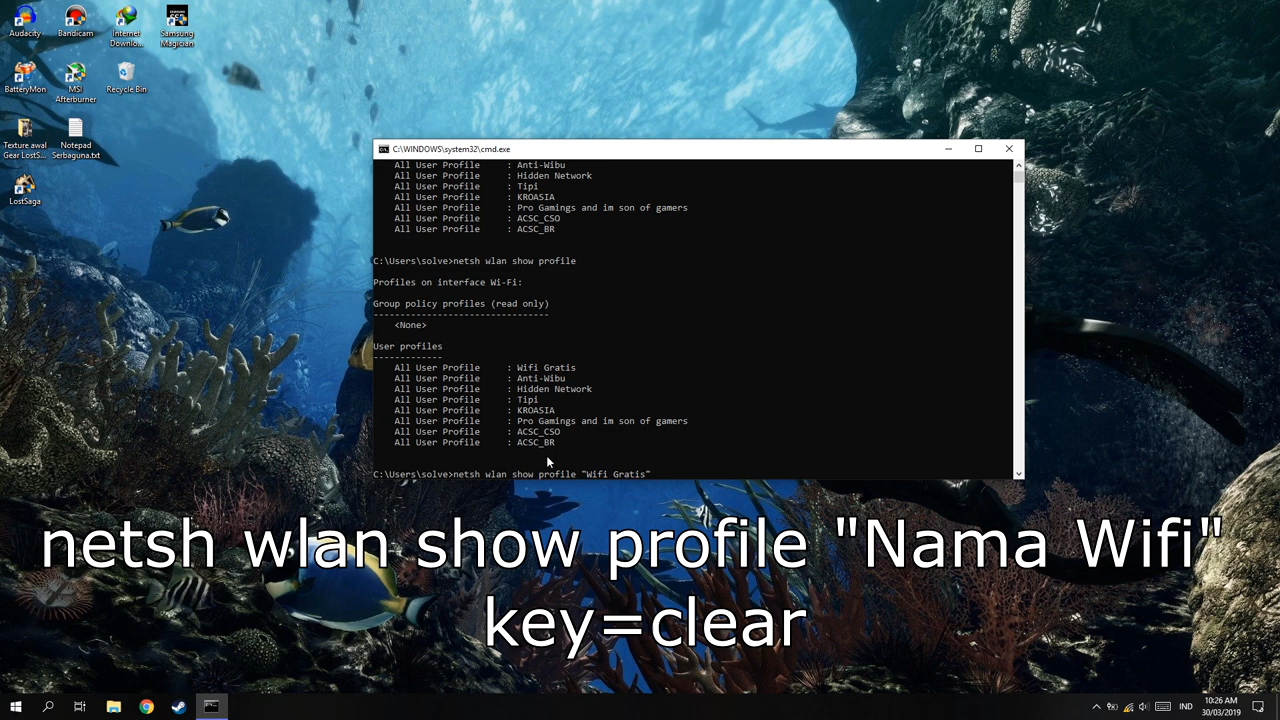 Audacity
Bandicam
Internet
Downlo...
Samsung
Magician
BatteryMon
MSI
Afterburner
Recycle Bin
Texture awal
Gear LostS...
Notepad
Serbaguna.txt
LostSaga
C:\WINDOWS\system32\cmd.exe
All User Profile : Anti-Wibu
All User Profile : Hidden Network
All User Profile : Tipi
All User Profile : KROASIA
All User Profile : Pro Gamings and im son of gamers
All User Profile : ACSC_CSO
All User Profile : ACSC_BR
C:\Users\solve>netsh wlan show profile
Profiles on interface Wi-Fi:
Group policy profiles (read only)
---------------------------------
<None>
User profiles
-------------
All User Profile : Wifi Gratis
All User Profile : Anti-Wibu
All User Profile : Hidden Network
All User Profile : Tipi
All User Profile : KROASIA
All User Profile : Pro Gamings and im son of gamers
All User Profile : ACSC_CSO
All User Profile : ACSC_BR
C:\Users\solve>netsh wlan show profile "Wifi Gratis"
netsh wlan show profile "Nama Wifi"
key=clear
IND
10:26 AM
30/03/2019